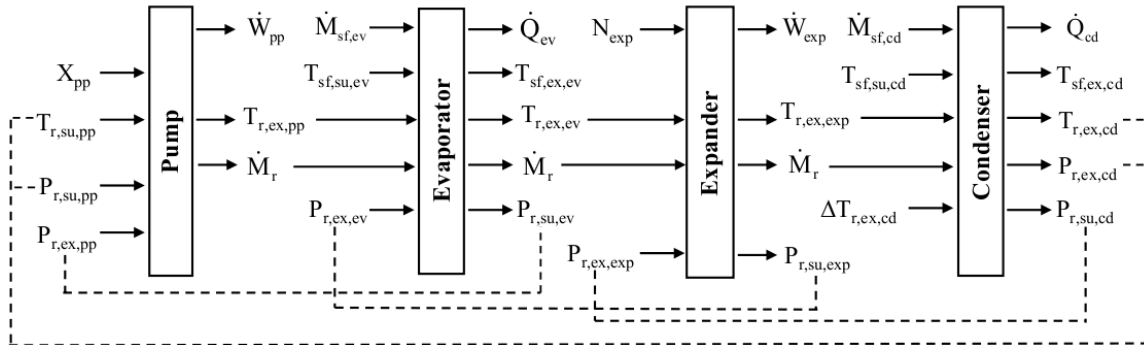 Ẇpp Ṁsf,ev Q̇ev Nexp Ẇexp Ṁsf,cd Q̇cd
Xpp Tsf,su,ev Tsf,ex,ev Tsf,su,cd Tsf,ex,cd
Tr,su,pp Tr,ex,pp Tr,ex,ev Tr,ex,exp Tr,ex,cd
Pump Evaporator Expander Condenser
Ṁr Ṁr Ṁr Pr,ex,cd
Pr,su,pp Pr,ex,ev Pr,su,ev ΔTr,ex,cd Pr,su,cd
Pr,ex,pp Pr,ex,exp Pr,su,exp